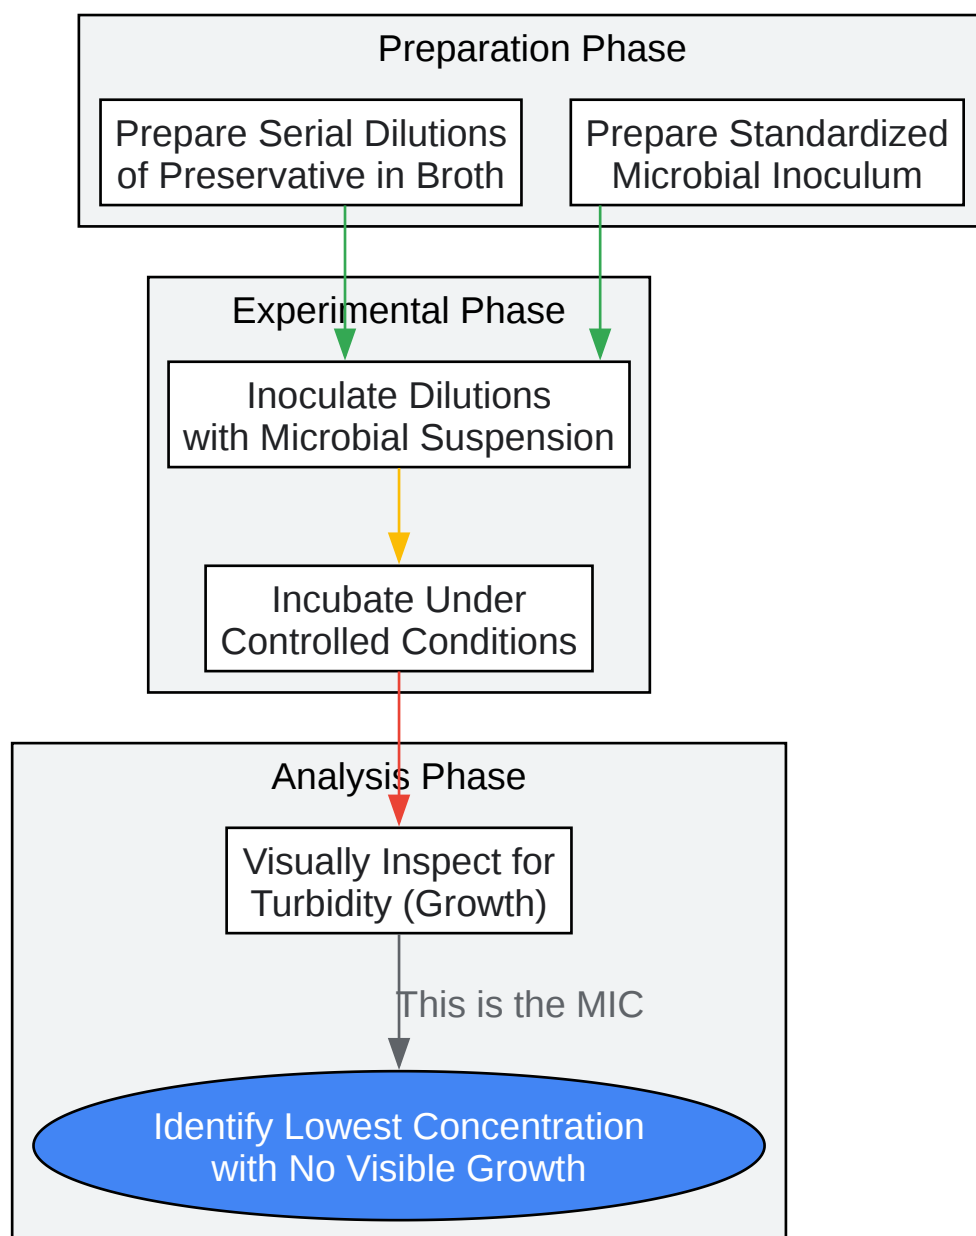 Preparation Phase
Prepare Serial Dilutions
of Preservative in Broth
Prepare Standardized
Microbial Inoculum
Experimental Phase
Inoculate Dilutions
with Microbial Suspension
Incubate Under
Controlled Conditions
Analysis Phase
Visually Inspect for
Turbidity (Growth)
This is the MIC
Identify Lowest Concentration
with No Visible Growth